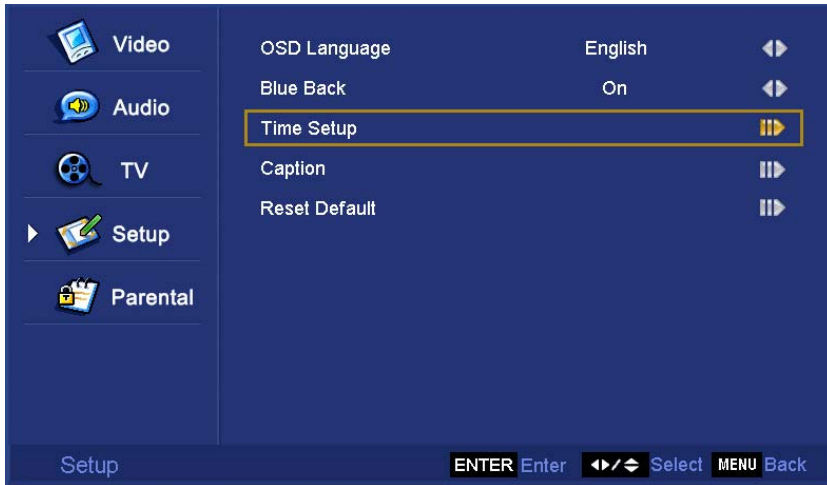 Video
Audio
TV
Setup
Parental
OSD Language English
Blue Back On
Time Setup
Caption
Reset Default
Setup ENTER Enter / Select MENU Back